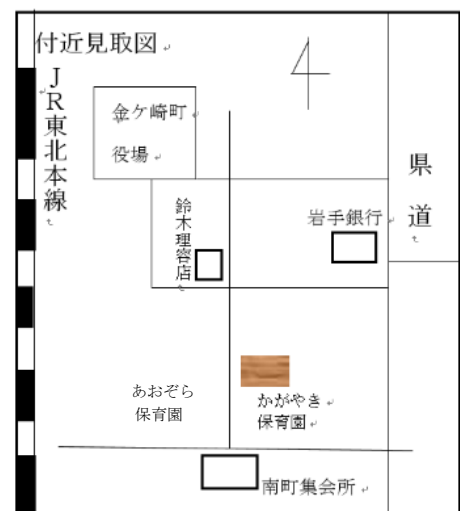 付近見取図
JR東北本線
金ケ崎町
役場
県道
鈴木理容店
岩手銀行
あおぞら
保育園
かがやき
保育園
南町集会所